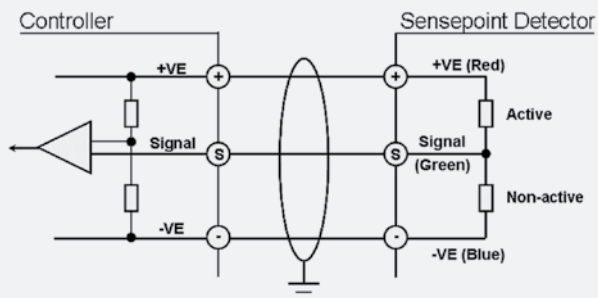 Controller
Sensepoint Detector
+VE
+
+
+VE (Red)
Active
Signal
S
S
Signal
(Green)
Non-active
-VE
-
-
-VE (Blue)